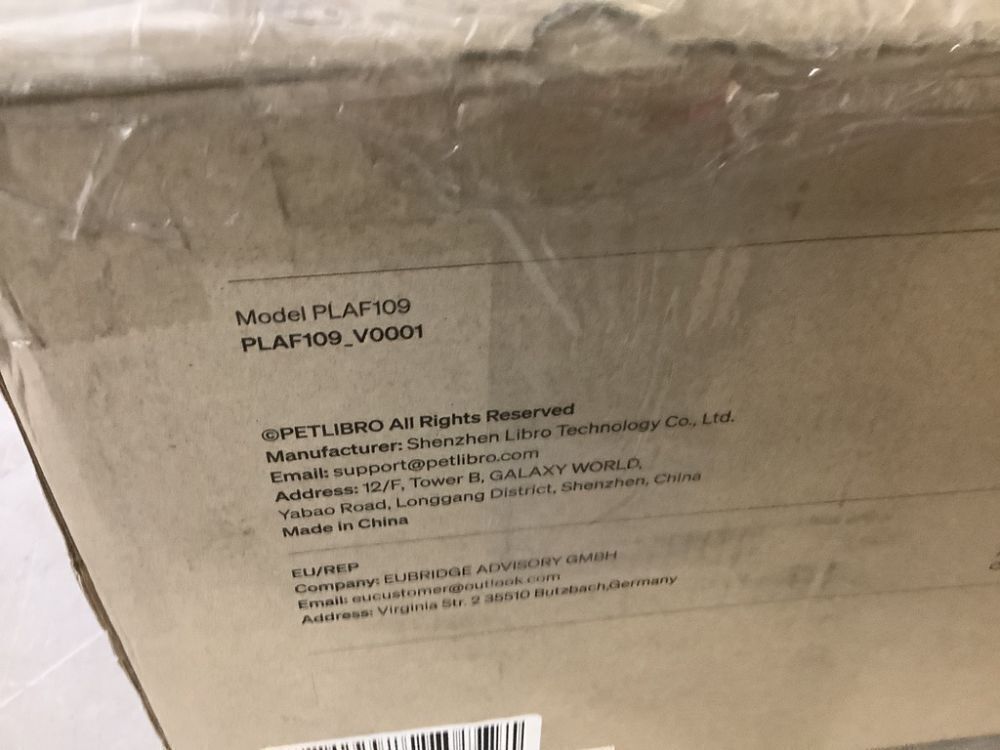 Model PLAF109
PLAF109_V0001
©PETLIBRO All Rights Reserved
Manufacturer: Shenzhen Libro Technology Co., Ltd.
Email: support@petlibro.com
Address: 12/F, Tower B, GALAXY WORLD,
Yabao Road, Longgang District, Shenzhen, China
Made in China
EU/REP
Company: EUBRIDGE ADVISORY GMBH
Email: eucustomer@outlook.com
Address: Virginia Str. 2 35510 Butzbach,Germany